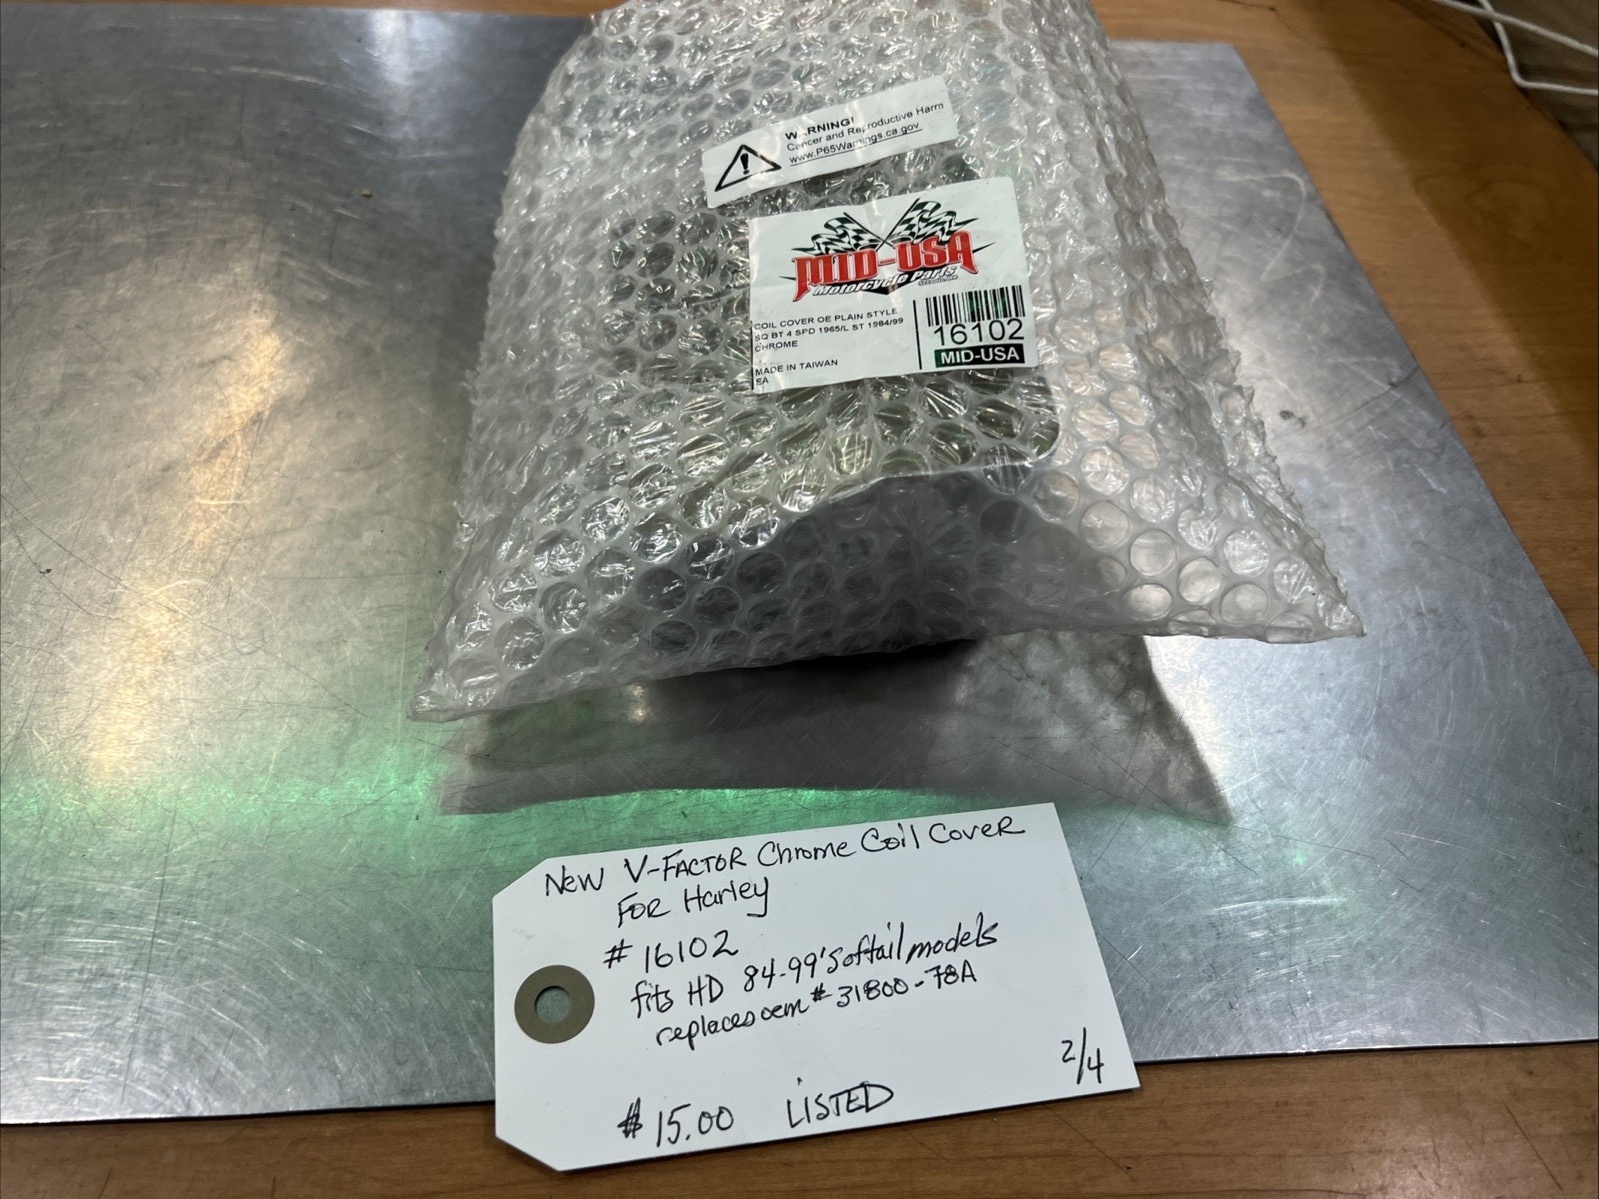 WARNING!
Cancer and Reproductive Harm
www.P65Warnings.ca.gov
MID-USA
Motorcycle Parts
COIL COVER OE PLAIN STYLE
SQ BT 4 SPD 1965/L ST 1984/99
CHROME
MADE IN TAIWAN
EA
16102
MID-USA
NEW V-FACTOR Chrome Coil COVER
FOR Harley
# 16102
fits HD 84-99' Softail models
replaces oem # 31800-78A
2/4
$15.00 LISTED